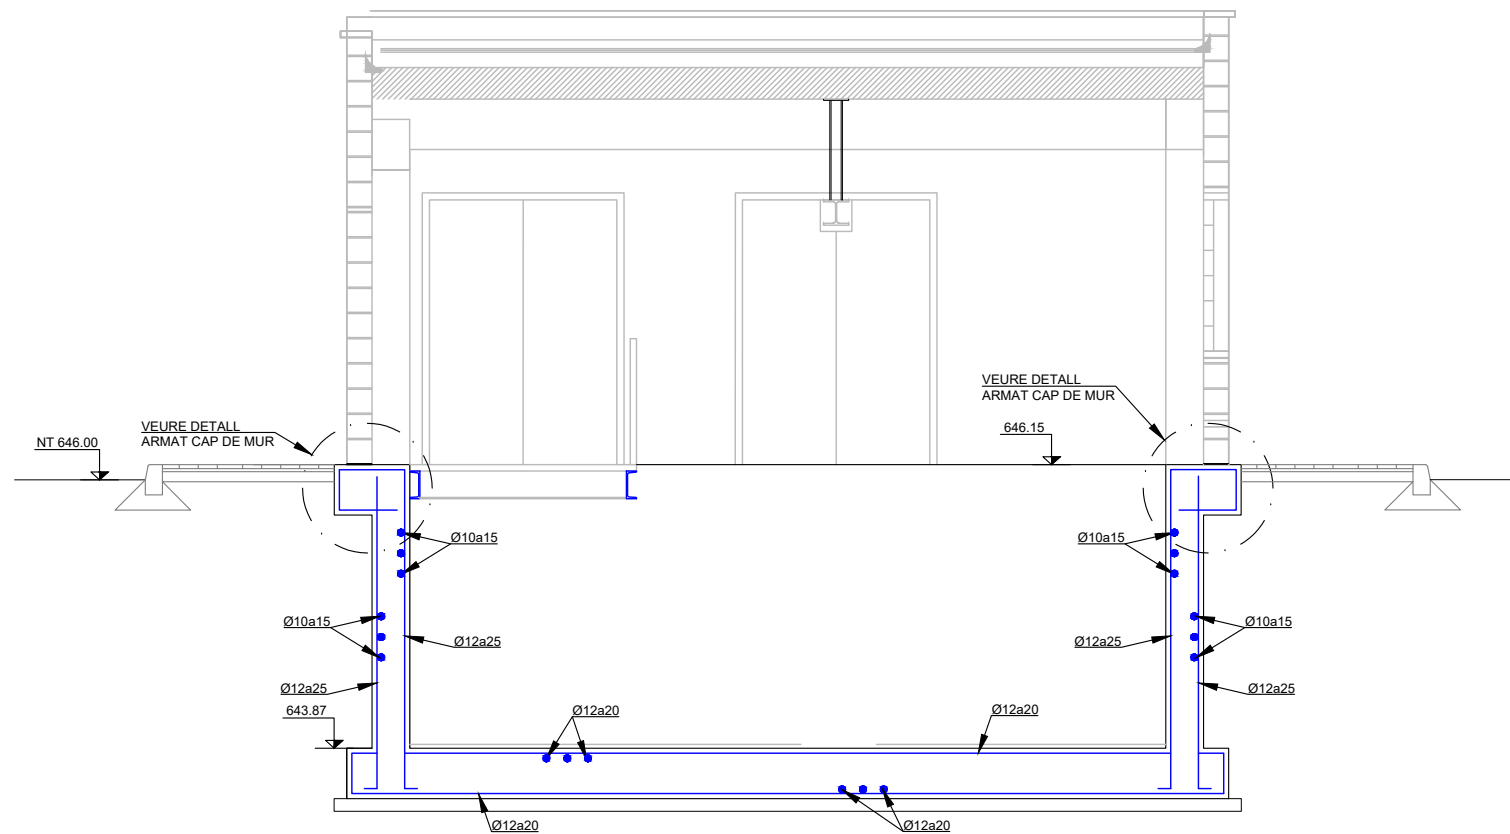 VEURE DETALL
ARMAT CAP DE MUR
VEURE DETALL
ARMAT CAP DE MUR
NT 646.00
646.15
Ø10a15
Ø10a15
Ø10a15
Ø10a15
Ø12a25
Ø12a25
Ø12a25
Ø12a25
643.87
Ø12a20
Ø12a20
Ø12a20
Ø12a20